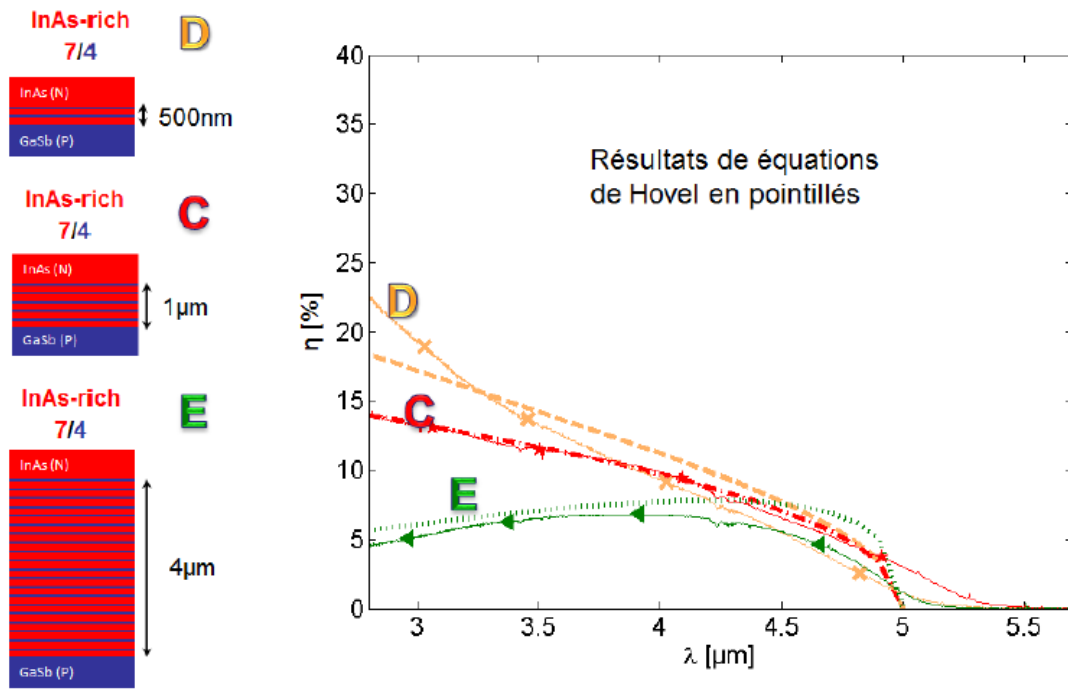 InAs-rich
7/4
D
InAs (N)
500nm
GaSb (P)
InAs-rich
7/4
C
InAs (N)
1µm
GaSb (P)
InAs-rich
7/4
E
InAs (N)
4µm
GaSb (P)
40
35
30
25
20
15
10
5
0
η [%]
Résultats de équations
de Hovel en pointillés
D
C
E
3
3.5
4
4.5
5
5.5
λ [µm]